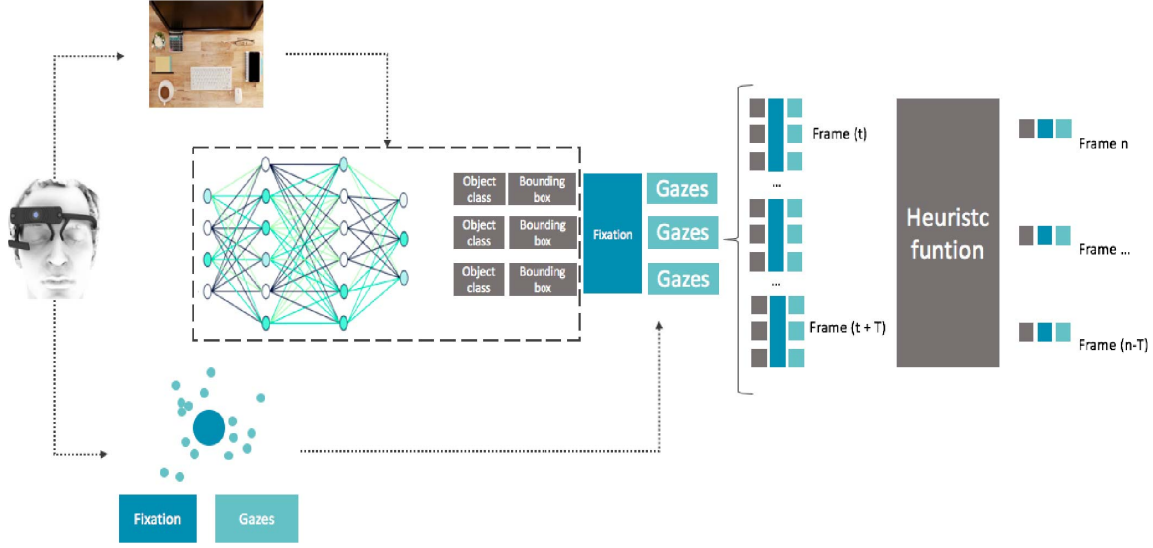 Object
class
Bounding
box
Object
class
Bounding
box
Object
class
Bounding
box
Fixation
Gazes
Gazes
Gazes
Frame (t)
...
...
Frame (t + T)
Heuristc
funtion
Frame n
Frame ...
Frame (n-T)
Fixation
Gazes